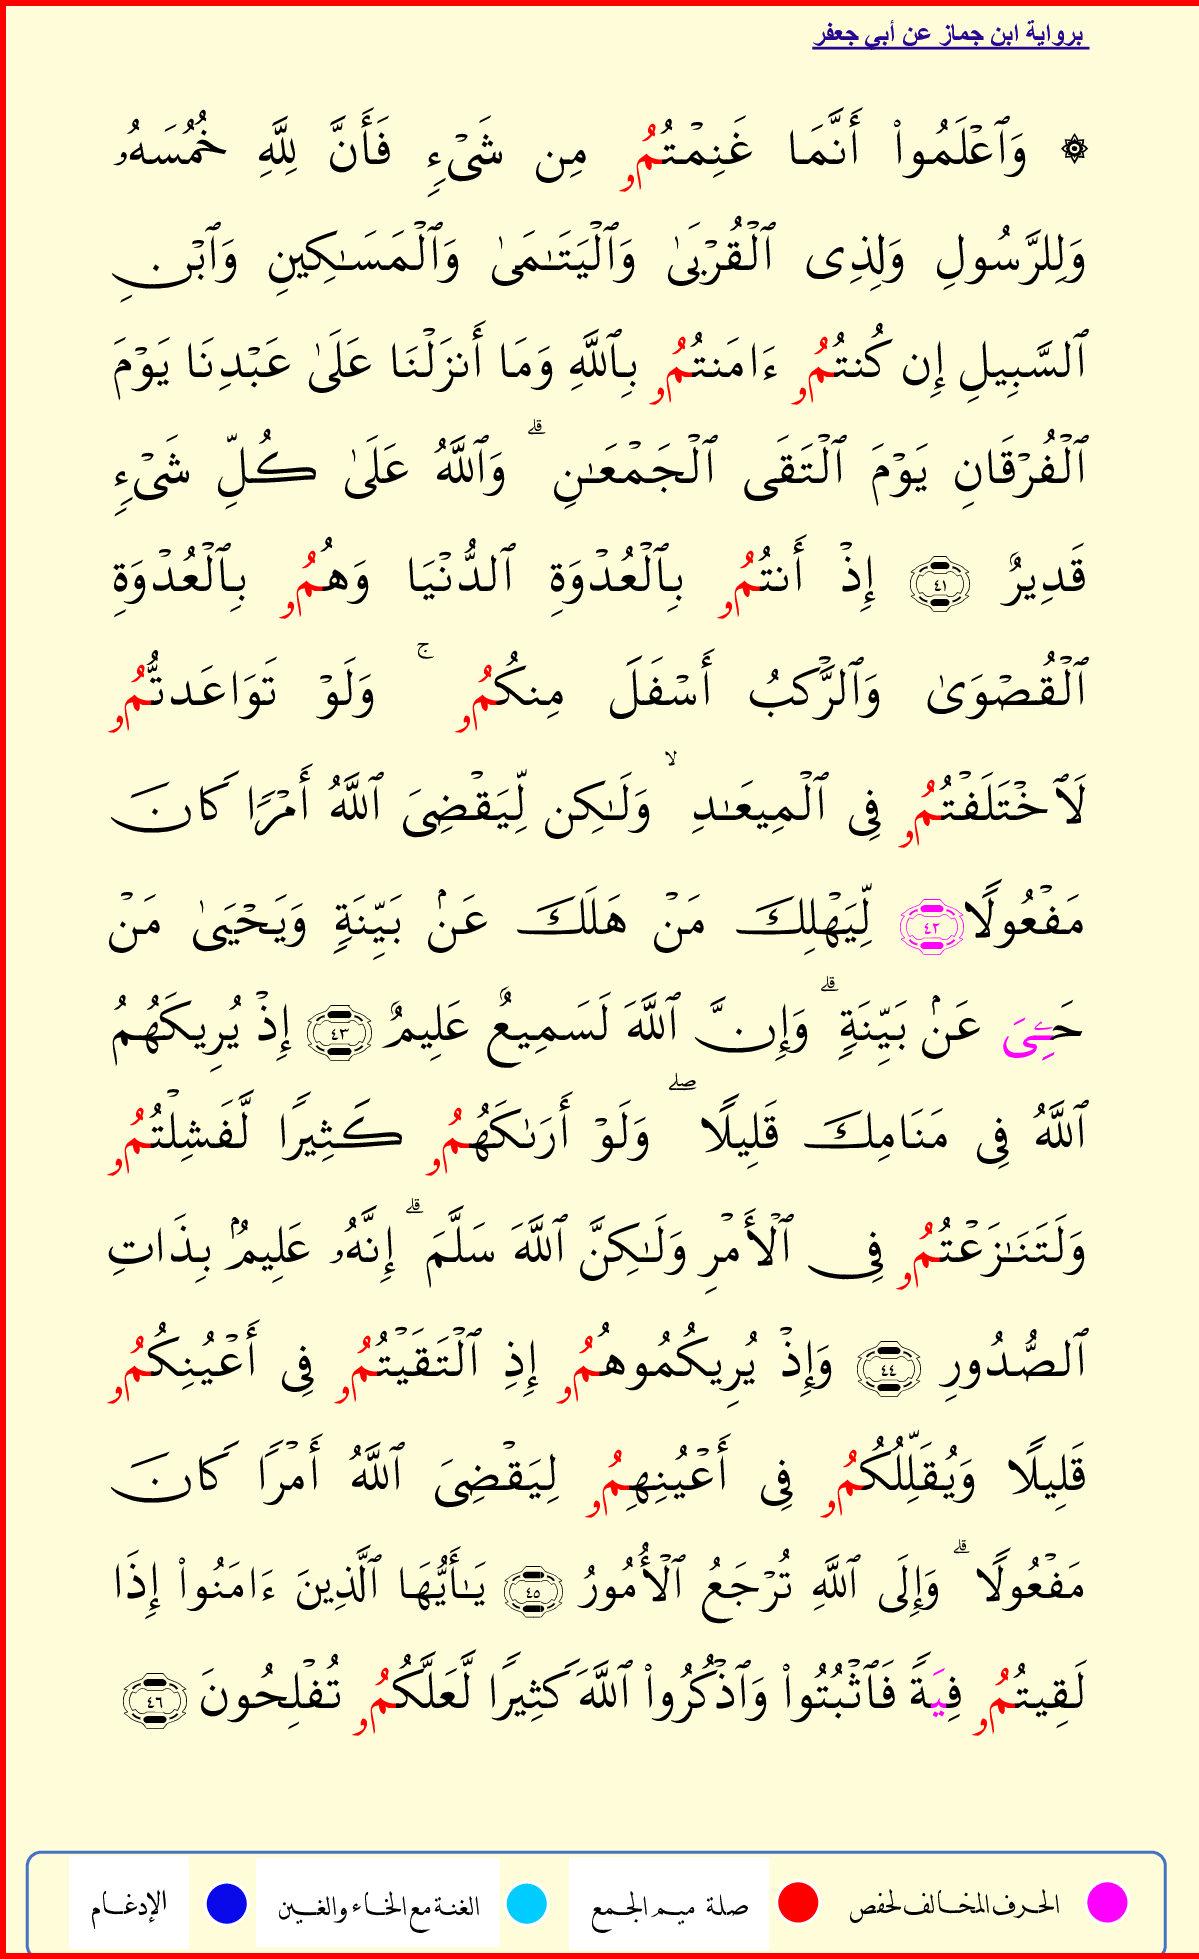 برواية ابن جماز عن أبي جعفر
۞ وَٱعۡلَمُواْ أَنَّمَا غَنِمۡتُمُۥ مِن شَيۡءٖ فَأَنَّ لِلَّهِ خُمُسَهُۥ
وَلِلرَّسُولِ وَلِذِي ٱلۡقُرۡبَىٰ وَٱلۡيَتَٰمَىٰ وَٱلۡمَسَٰكِينِ وَٱبۡنِ
ٱلسَّبِيلِ إِن كُنتُمُۥ ءَامَنتُمُۥ بِٱللَّهِ وَمَا أَنزَلۡنَا عَلَىٰ عَبۡدِنَا يَوۡمَ
ٱلۡفُرۡقَانِ يَوۡمَ ٱلۡتَقَى ٱلۡجَمۡعَٰنِۗ وَٱللَّهُ عَلَىٰ كُلِّ شَيۡءٖ
قَدِيرٌ ٤١ إِذۡ أَنتُمُۥ بِٱلۡعُدۡوَةِ ٱلدُّنۡيَا وَهُمُۥ بِٱلۡعُدۡوَةِ
ٱلۡقُصۡوَىٰ وَٱلرَّكۡبُ أَسۡفَلَ مِنكُمُۥۚ وَلَوۡ تَوَاعَدتُّمُۥ
لَٱخۡتَلَفۡتُمُۥ فِي ٱلۡمِيعَٰدِۙ وَلَٰكِن لِّيَقۡضِيَ ٱللَّهُ أَمۡرٗا كَانَ
مَفۡعُولٗا ٤٢ لِّيَهۡلِكَ مَنۡ هَلَكَ عَنۢ بَيِّنَةٖ وَيَحۡيَىٰ مَنۡ
حَيِيَ عَنۢ بَيِّنَةٖۗ وَإِنَّ ٱللَّهَ لَسَمِيعٌ عَلِيمٌ ٤٣ إِذۡ يُرِيكَهُمُ
ٱللَّهُ فِي مَنَامِكَ قَلِيلٗاۖ وَلَوۡ أَرَىٰكَهُمُۥ كَثِيرٗا لَّفَشِلۡتُمُۥ
وَلَتَنَٰزَعۡتُمُۥ فِي ٱلۡأَمۡرِ وَلَٰكِنَّ ٱللَّهَ سَلَّمَۗ إِنَّهُۥ عَلِيمُۢ بِذَاتِ
ٱلصُّدُورِ ٤٤ وَإِذۡ يُرِيكُمُوهُمُۥ إِذِ ٱلۡتَقَيۡتُمُۥ فِي أَعۡيُنِكُمُۥ
قَلِيلٗا وَيُقَلِّلُكُمُۥ فِي أَعۡيُنِهِمُۥ لِيَقۡضِيَ ٱللَّهُ أَمۡرٗا كَانَ
مَفۡعُولٗاۗ وَإِلَى ٱللَّهِ تُرۡجَعُ ٱلۡأُمُورُ ٤٥ يَٰأَيُّهَا ٱلَّذِينَ ءَامَنُواْ إِذَا
لَقِيتُمُۥ فِيَةٗ فَٱثۡبُتُواْ وَٱذۡكُرُواْ ٱللَّهَ كَثِيرٗا لَّعَلَّكُمُۥ تُفۡلِحُونَ ٤٦
الحرف المخالف لحفص صلة ميم الجمع الغنة مع الخاء والغين الإدغام